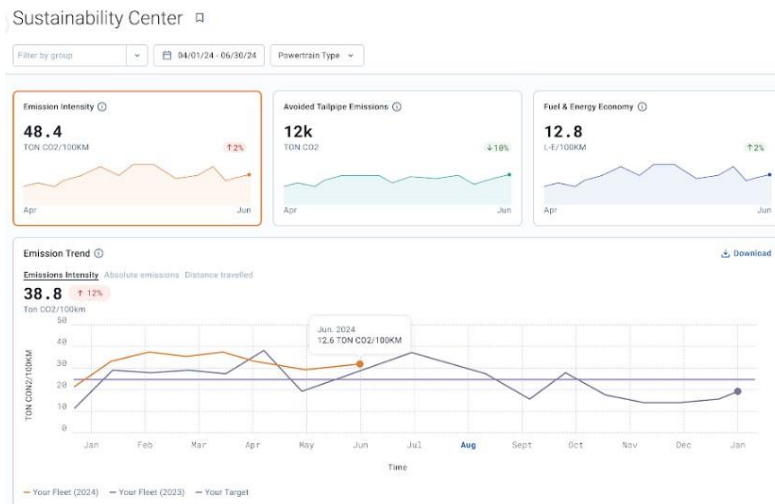 Sustainability Center
Filter by group
04/01/24 - 06/30/24
Powertrain Type
Emission Intensity
48.4
TON CO2/100KM
↑2%
Apr
Jun
Avoided Tailpipe Emissions
12k
TON CO2
↓10%
Apr
Jun
Fuel & Energy Economy
12.8
L-E/100KM
↑2%
Apr
Jun
Emission Trend
Download
Emissions Intensity Absolute emissions Distance travelled
38.8 ↑ 12%
Ton CO2/100km
Jun. 2024
12.6 TON CO2/100KM
TON CON2/100KM
50
40
30
20
10
0
Jan Feb Mar Apr May Jun Jul Aug Sept Oct Nov Dec Jan
Time
Your Fleet (2024) Your Fleet (2023) Your Target